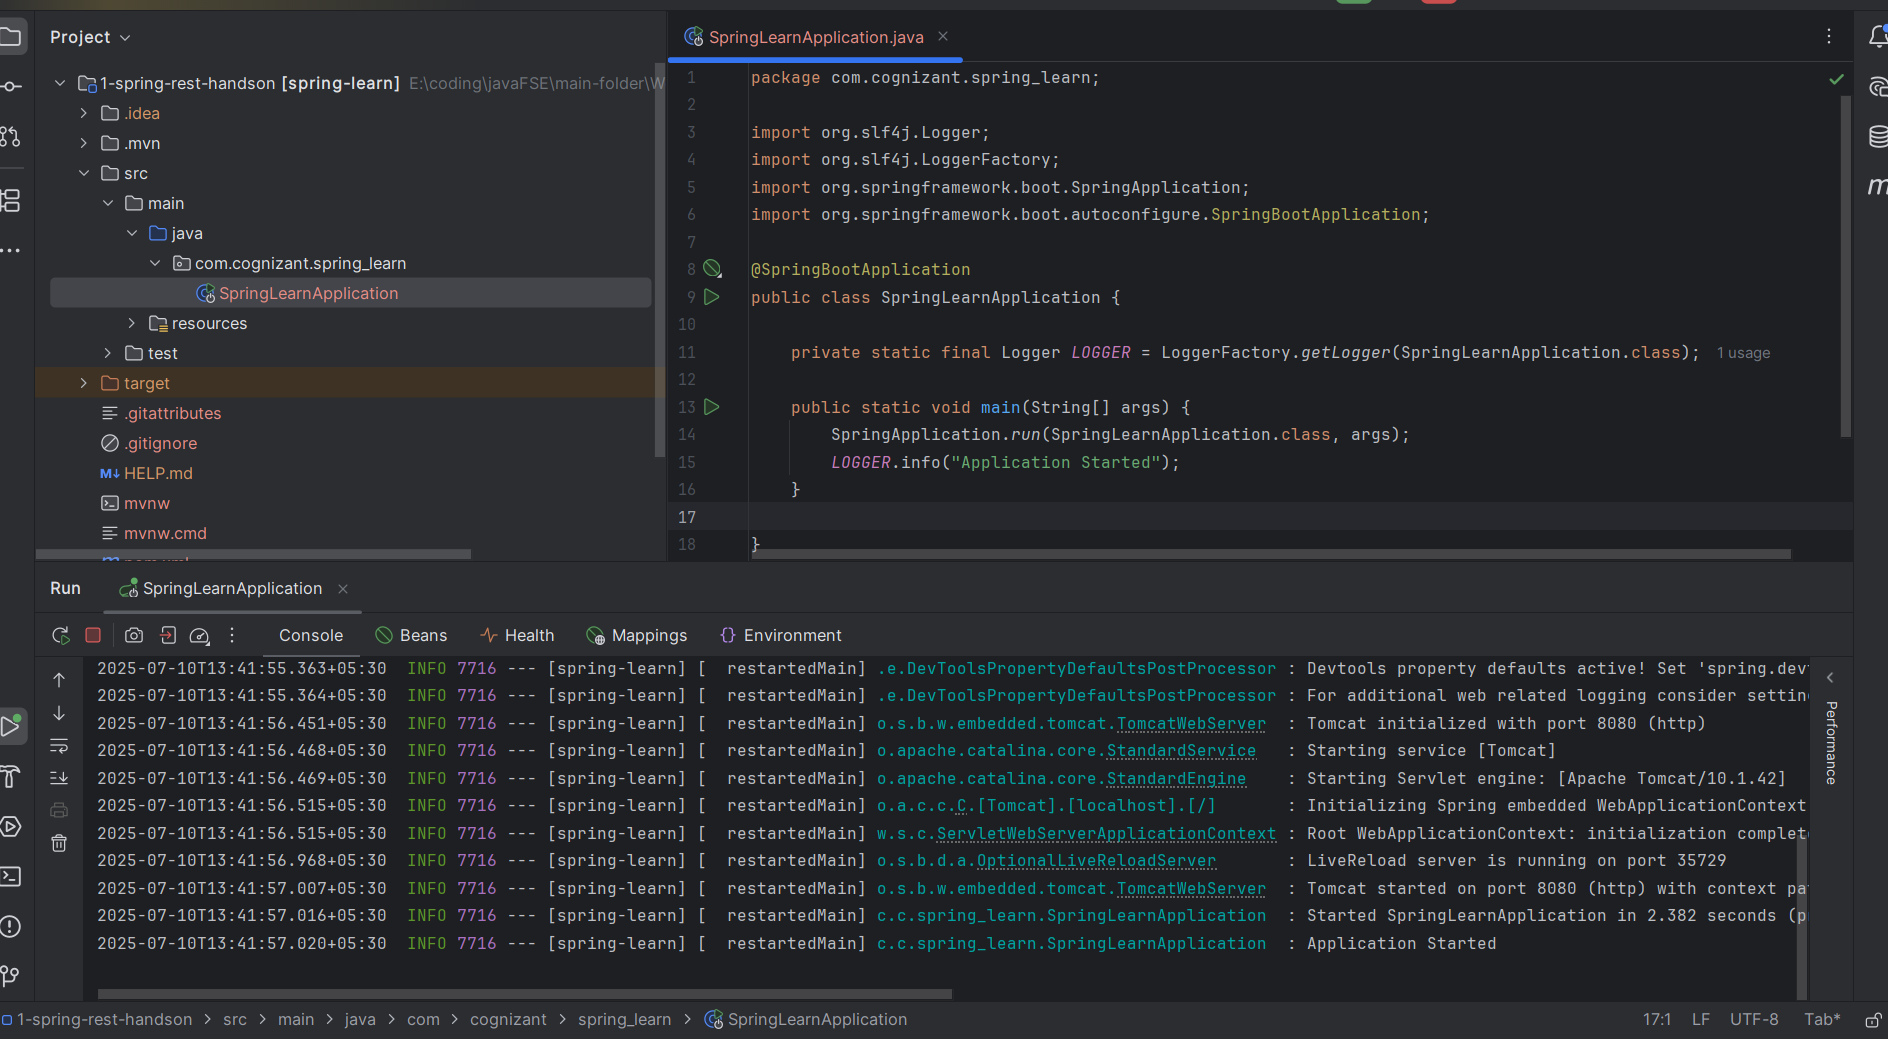 Project
1-spring-rest-handson [spring-learn] E:\coding\javaFSE\main-folder\W
.idea
.mvn
src
main
java
com.cognizant.spring_learn
SpringLearnApplication
resources
test
target
.gitattributes
.gitignore
M↓ HELP.md
mvnw
mvnw.cmd
SpringLearnApplication.java
1 package com.cognizant.spring_learn;
2
3 import org.slf4j.Logger;
4 import org.slf4j.LoggerFactory;
5 import org.springframework.boot.SpringApplication;
6 import org.springframework.boot.autoconfigure.SpringBootApplication;
7
8 @SpringBootApplication
9 public class SpringLearnApplication {
10
11 private static final Logger LOGGER = LoggerFactory.getLogger(SpringLearnApplication.class); 1 usage
12
13 public static void main(String[] args) {
14 SpringApplication.run(SpringLearnApplication.class, args);
15 LOGGER.info("Application Started");
16 }
17
18 }
m
Run SpringLearnApplication
Console Beans Health Mappings Environment
2025-07-10T13:41:55.363+05:30 INFO 7716 --- [spring-learn] [ restartedMain] .e.DevToolsPropertyDefaultsPostProcessor : Devtools property defaults active! Set 'spring.dev
2025-07-10T13:41:55.364+05:30 INFO 7716 --- [spring-learn] [ restartedMain] .e.DevToolsPropertyDefaultsPostProcessor : For additional web related logging consider settin
2025-07-10T13:41:56.451+05:30 INFO 7716 --- [spring-learn] [ restartedMain] o.s.b.w.embedded.tomcat.TomcatWebServer : Tomcat initialized with port 8080 (http)
2025-07-10T13:41:56.468+05:30 INFO 7716 --- [spring-learn] [ restartedMain] o.apache.catalina.core.StandardService : Starting service [Tomcat]
2025-07-10T13:41:56.469+05:30 INFO 7716 --- [spring-learn] [ restartedMain] o.apache.catalina.core.StandardEngine : Starting Servlet engine: [Apache Tomcat/10.1.42]
2025-07-10T13:41:56.515+05:30 INFO 7716 --- [spring-learn] [ restartedMain] o.a.c.c.C.[Tomcat].[localhost].[/] : Initializing Spring embedded WebApplicationContext
2025-07-10T13:41:56.515+05:30 INFO 7716 --- [spring-learn] [ restartedMain] w.s.c.ServletWebServerApplicationContext : Root WebApplicationContext: initialization complet
2025-07-10T13:41:56.968+05:30 INFO 7716 --- [spring-learn] [ restartedMain] o.s.b.d.a.OptionalLiveReloadServer : LiveReload server is running on port 35729
2025-07-10T13:41:57.007+05:30 INFO 7716 --- [spring-learn] [ restartedMain] o.s.b.w.embedded.tomcat.TomcatWebServer : Tomcat started on port 8080 (http) with context pa
2025-07-10T13:41:57.016+05:30 INFO 7716 --- [spring-learn] [ restartedMain] c.c.spring_learn.SpringLearnApplication : Started SpringLearnApplication in 2.382 seconds (p
2025-07-10T13:41:57.020+05:30 INFO 7716 --- [spring-learn] [ restartedMain] c.c.spring_learn.SpringLearnApplication : Application Started
Performance
1-spring-rest-handson > src > main > java > com > cognizant > spring_learn > SpringLearnApplication 17:1 LF UTF-8 Tab*